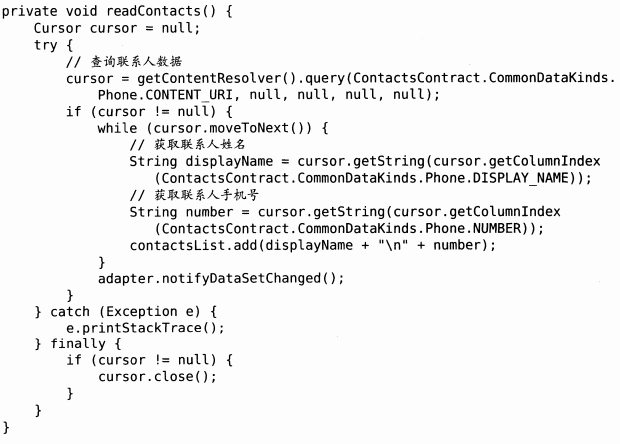 private void readContacts() {
    Cursor cursor = null;
    try {
        // 查询联系人数据
        cursor = getContentResolver().query(ContactsContract.CommonDataKinds.
            Phone.CONTENT_URI, null, null, null, null);
        if (cursor != null) {
            while (cursor.moveToNext()) {
                // 获取联系人姓名
                String displayName = cursor.getString(cursor.getColumnIndex
                   (ContactsContract.CommonDataKinds.Phone.DISPLAY_NAME));
                // 获取联系人手机号
                String number = cursor.getString(cursor.getColumnIndex
                   (ContactsContract.CommonDataKinds.Phone.NUMBER));
                contactsList.add(displayName + "\n" + number);
            }
            adapter.notifyDataSetChanged();
        }
    } catch (Exception e) {
        e.printStackTrace();
    } finally {
        if (cursor != null) {
            cursor.close();
        }
    }
}